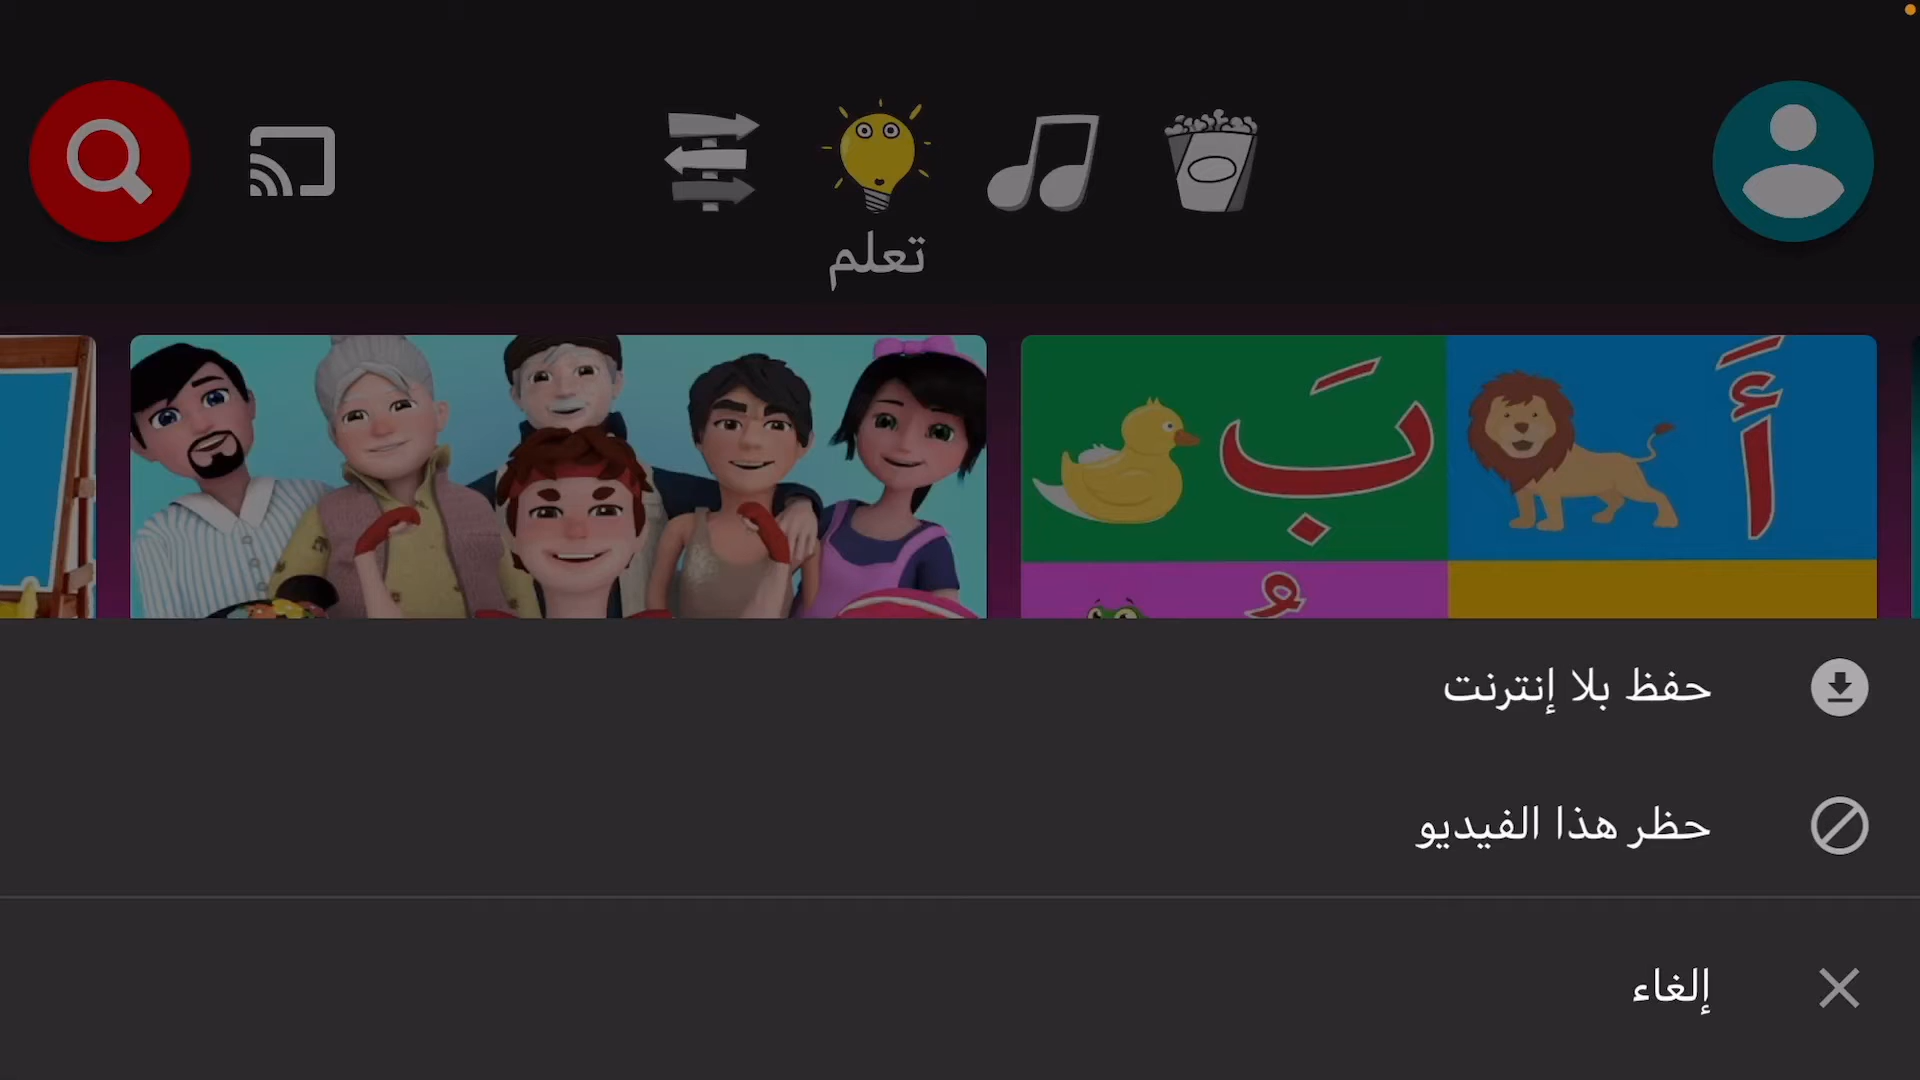 تعلم
أَ
بَ
حفظ بلا إنترنت
حظر هذا الفيديو
إلغاء